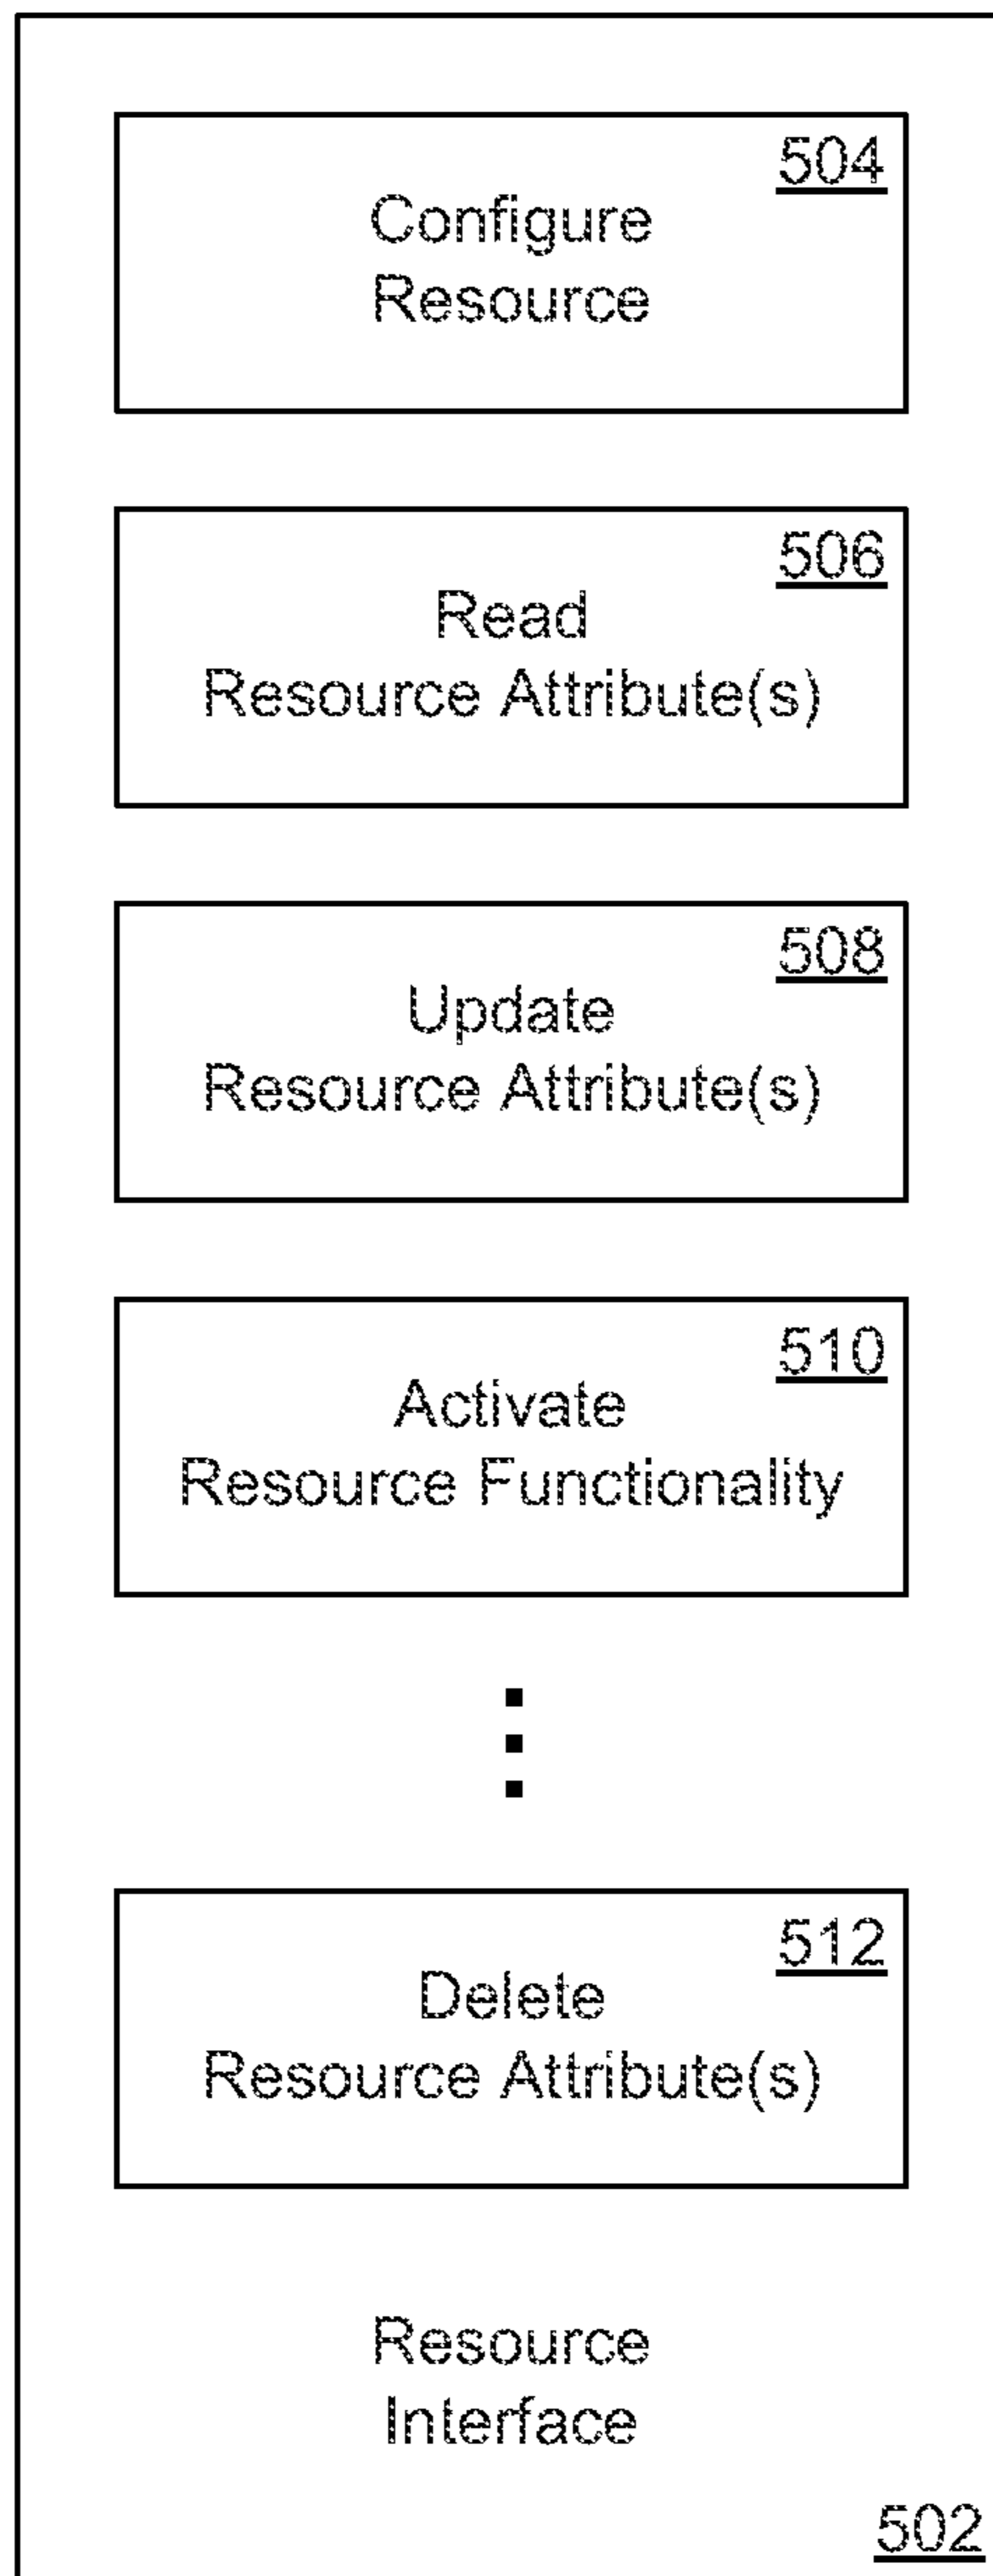 504
Configure
Resource
506
Read
Resource Attribute(s)
508
Update
Resource Attribute(s)
510
Activate
Resource Functionality
512
Delete
Resource Attribute(s)
Resource
Interface
502